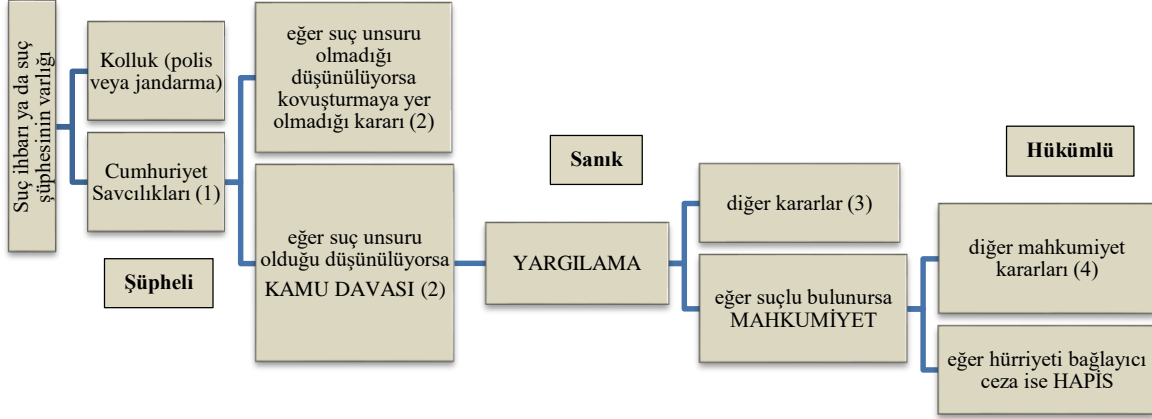 Suç ihbarı ya da suç
şüphesinin varlığı
Kolluk (polis
veya jandarma)
Cumhuriyet
Savcılıkları (1)
Şüpheli
eğer suç unsuru
olmadığı
düşünülüyorsa
kovuşturmaya yer
olmadığı kararı (2)
eğer suç unsuru
olduğu düşünülüyorsa
KAMU DAVASI (2)
Sanık
YARGILAMA
diğer kararlar (3)
eğer suçlu bulunursa
MAHKUMİYET
Hükümlü
diğer mahkumiyet
kararları (4)
eğer hürriyeti bağlayıcı
ceza ise HAPİS